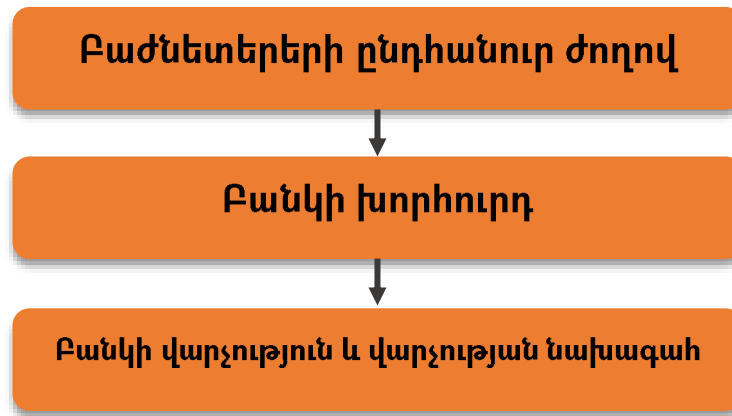 Բաժնետերերի ընդհանուր ժողով
Բանկի խորհուրդ
Բանկի վարչություն և վարչության նախագահ